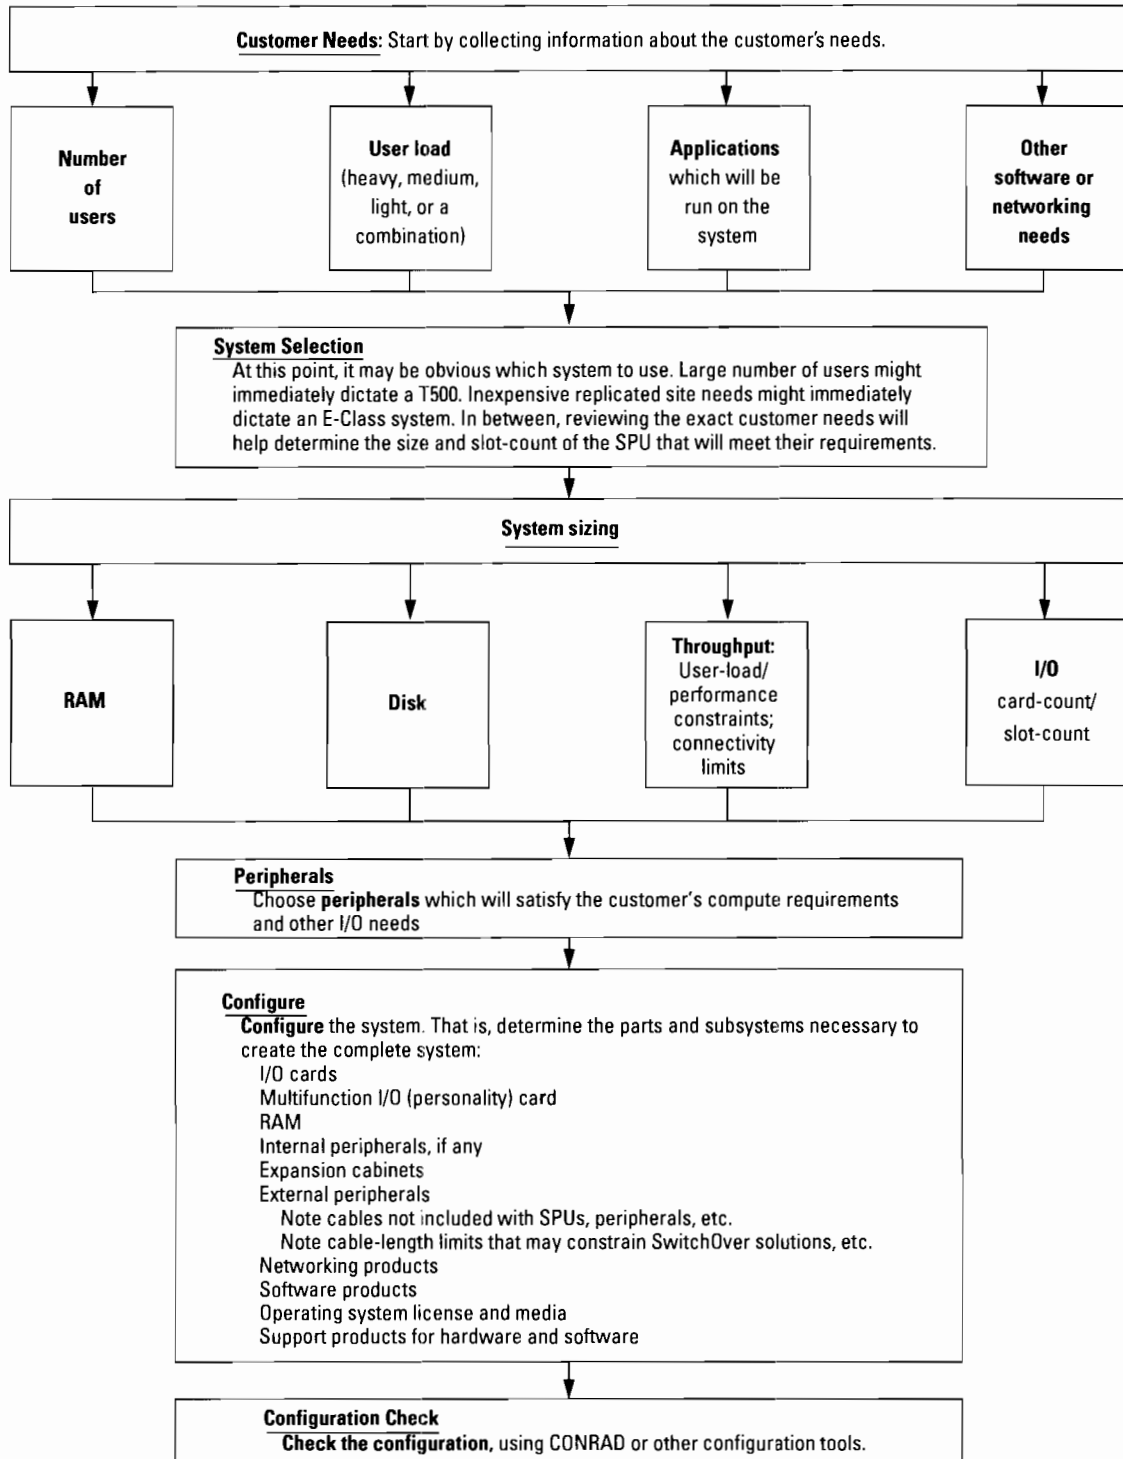 Customer Needs: Start by collecting information about the customer's needs.
Number
of
users
User load
(heavy, medium,
light, or a
combination)
Applications
which will be
run on the
system
Other
software or
networking
needs
System Selection
At this point, it may be obvious which system to use. Large number of users might
immediately dictate a T500. Inexpensive replicated site needs might immediately
dictate an E-Class system. In between, reviewing the exact customer needs will
help determine the size and slot-count of the SPU that will meet their requirements.
System sizing
RAM
Disk
Throughput:
User-load/
performance
constraints;
connectivity
limits
I/O
card-count/
slot-count
Peripherals
Choose peripherals which will satisfy the customer's compute requirements
and other I/O needs
Configure
Configure the system. That is, determine the parts and subsystems necessary to
create the complete system:
I/O cards
Multifunction I/O (personality) card
RAM
Internal peripherals, if any
Expansion cabinets
External peripherals
Note cables not included with SPUs, peripherals, etc.
Note cable-length limits that may constrain SwitchOver solutions, etc.
Networking products
Software products
Operating system license and media
Support products for hardware and software
Configuration Check
Check the configuration, using CONRAD or other configuration tools.